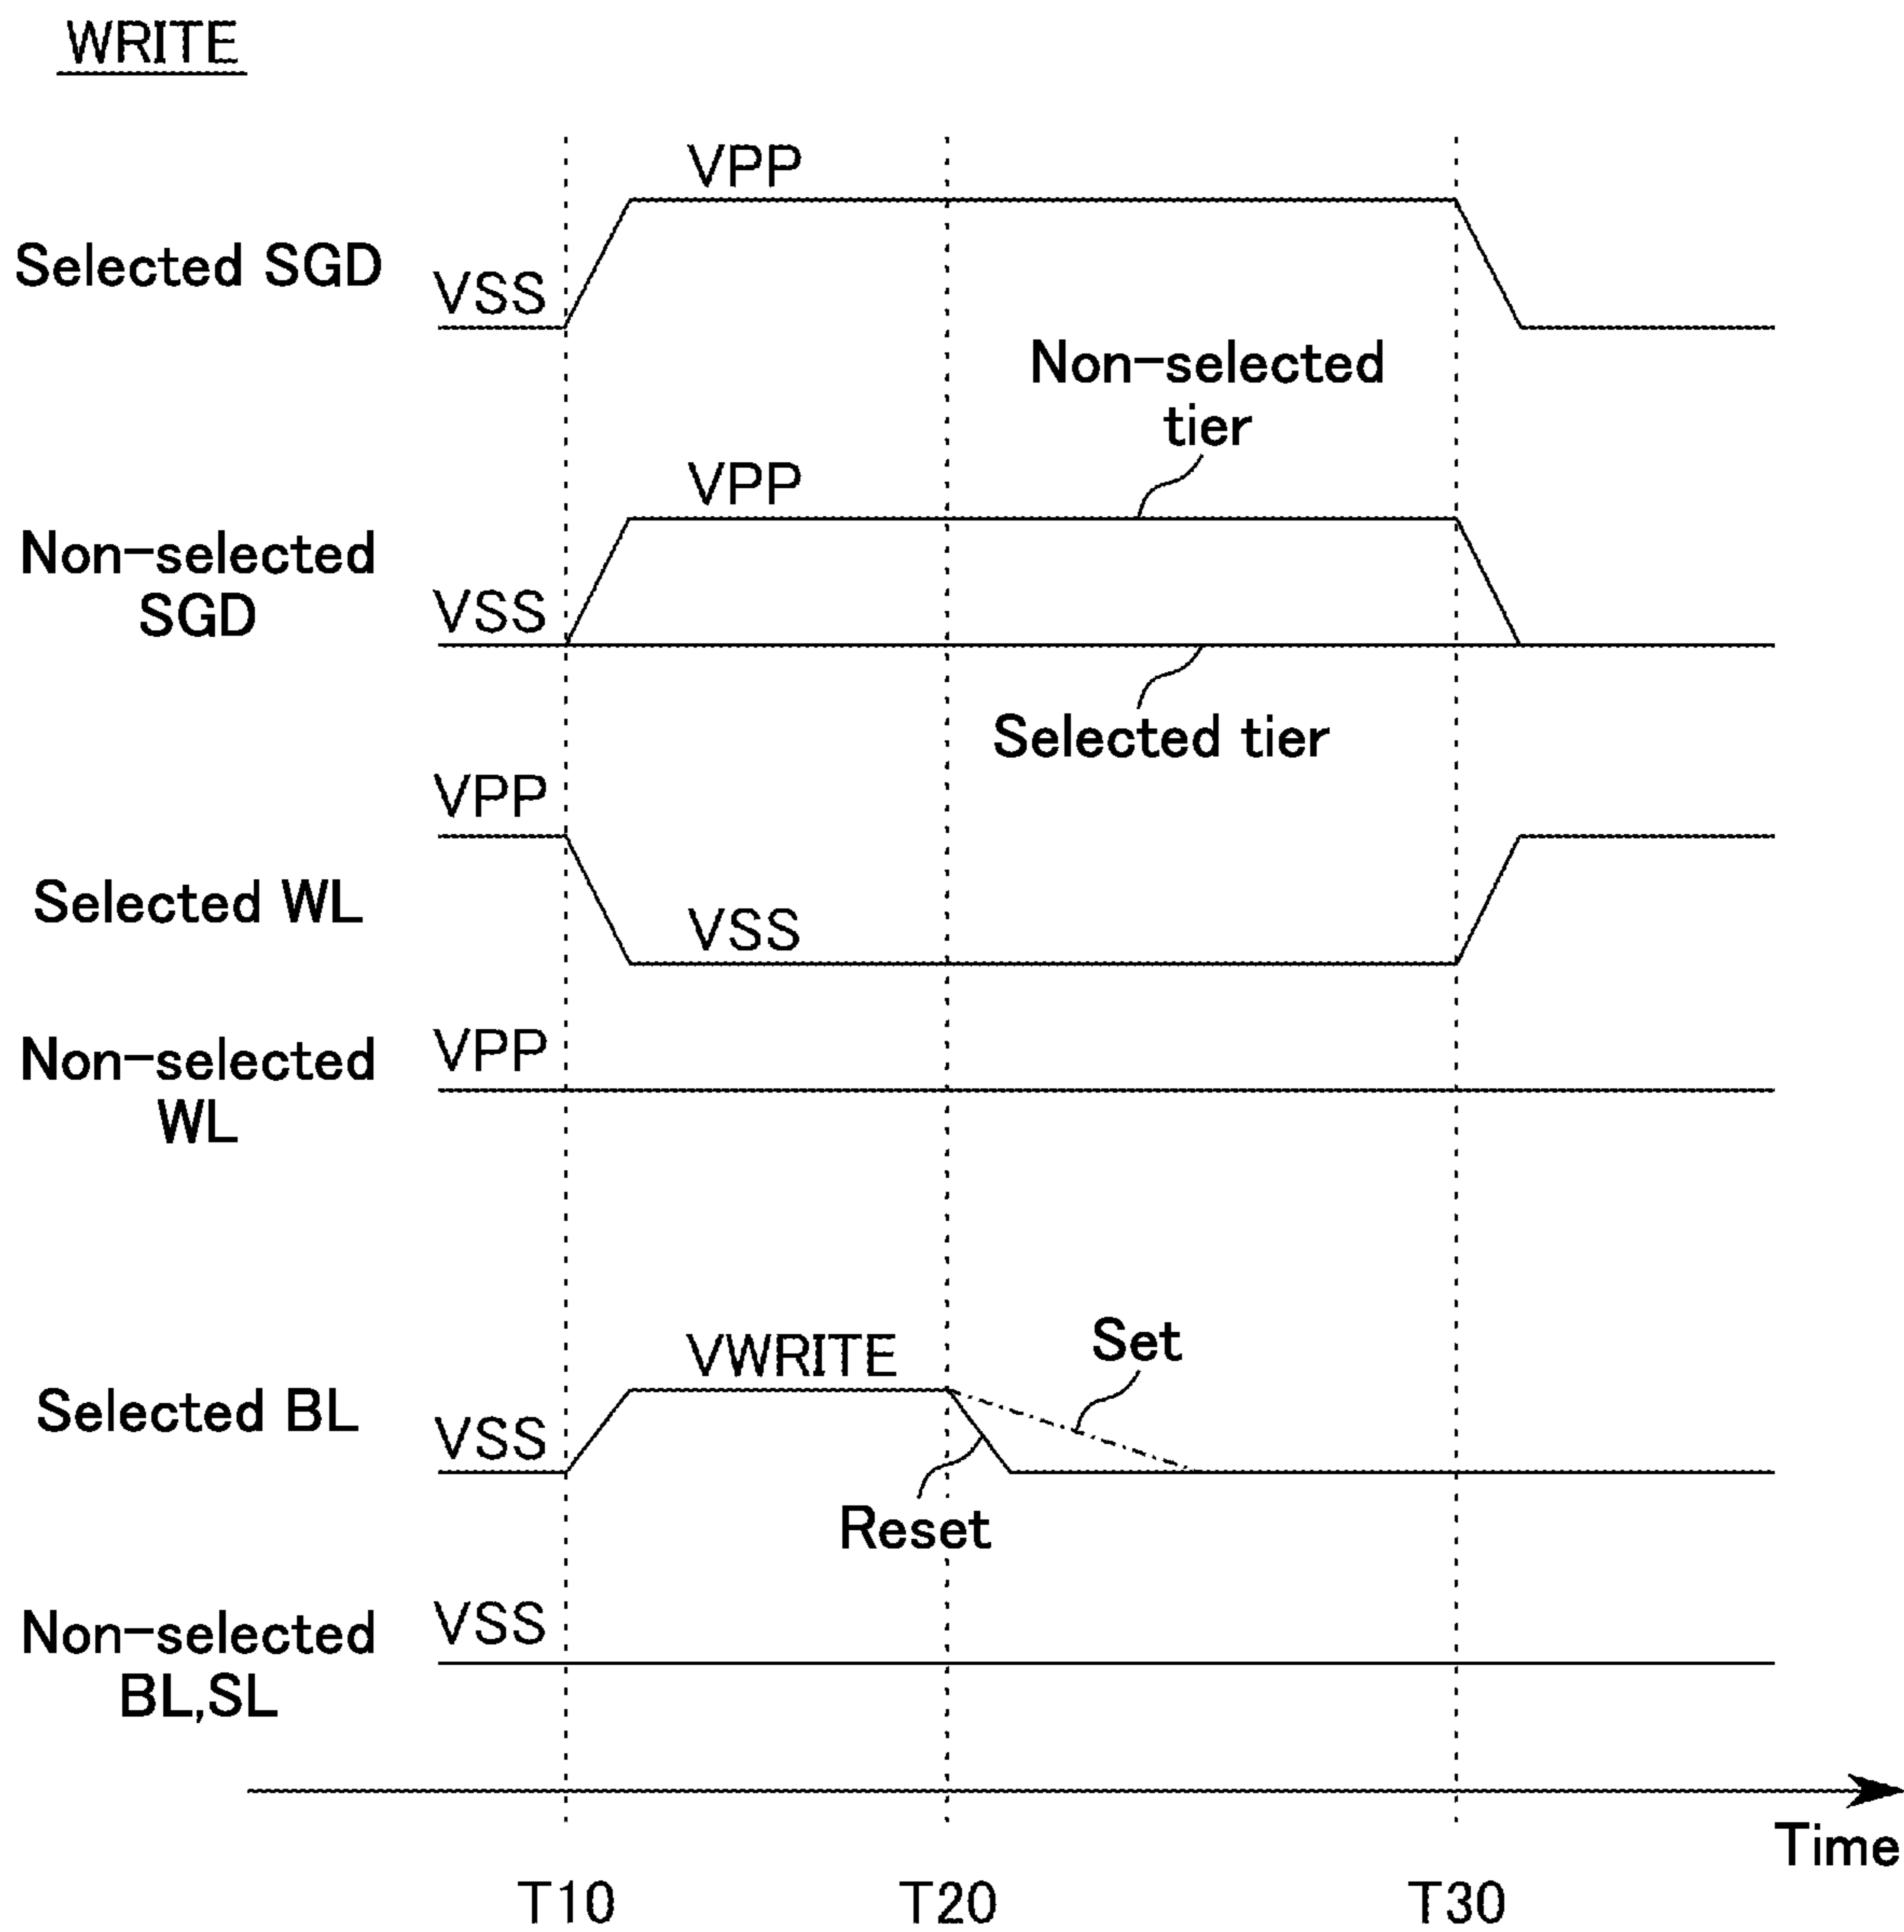 WRITE
VPP
Selected SGD
VSS
Non-selected
tier
VPP
Non-selected
SGD
VSS
Selected tier
VPP
Selected WL
VSS
VPP
Non-selected
WL
VWRITE
Set
Selected BL
VSS
Reset
VSS
Non-selected
BL,SL
Time
T10 T20 T30